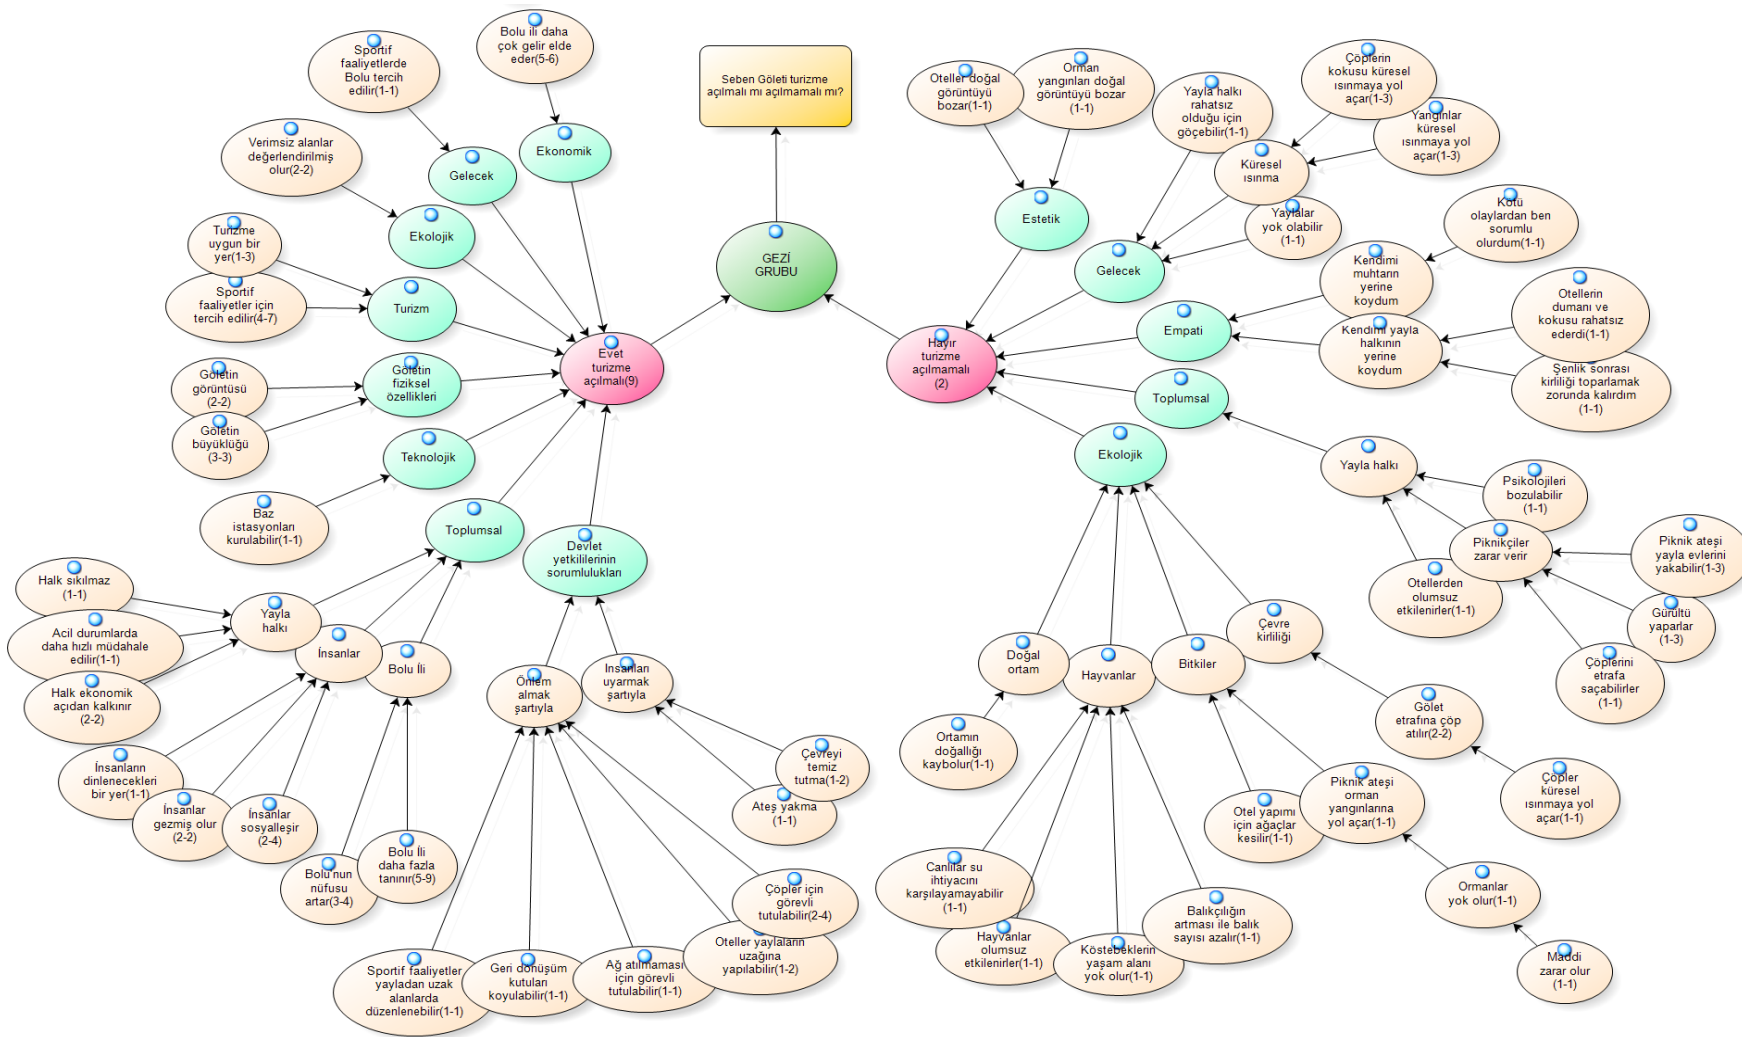 Seben Göleti turizme
açılmalı mı açılmamalı mı?
GEZİ
GRUBU
Evet
turizme
açılmalı(9)
Ekonomik
Bolu ili daha
çok gelir elde
eder(5-6)
Gelecek
Sportif
faaliyetlerde
Bolu tercih
edilir(1-1)
Ekolojik
Verimsiz alanlar
değerlendirilmiş
olur(2-2)
Turizm
Turizme
uygun bir
yer(1-3)
Sportif
faaliyetler için
tercih edilir(4-7)
Göletin
fiziksel
özellikleri
Göletin
görüntüsü
(2-2)
Göletin
büyüklüğü
(3-3)
Teknolojik
Baz
istasyonları
kurulabilir(1-1)
Toplumsal
Yayla
halkı
Halk sıkılmaz
(1-1)
Acil durumlarda
daha hızlı müdahale
edilir(1-1)
Halk ekonomik
açıdan kalkınır
(2-2)
İnsanlar
İnsanların
dinlenecekleri
bir yer(1-1)
İnsanlar
gezmiş olur
(2-2)
İnsanlar
sosyalleşir
(2-4)
Bolu İli
Bolu'nun
nüfusu
artar(3-4)
Bolu İli
daha fazla
tanınır(5-9)
Devlet
yetkililerinin
sorumlulukları
Önlem
almak
şartıyla
Sportif faaliyetler
yayladan uzak
alanlarda
düzenlenebilir(1-1)
Geri dönüşüm
kutuları
koyulabilir(1-1)
Ağ atılmaması
için görevli
tutulabilir(1-1)
Oteller yaylaların
uzağına
yapılabilir(1-2)
Çöpler için
görevli
tutulabilir(2-4)
İnsanları
uyarmak
şartıyla
Çevreyi
temiz
tutma(1-2)
Ateş yakma
(1-1)
Hayır
turizme
açılmamalı
(2)
Estetik
Oteller doğal
görüntüyü
bozar(1-1)
Orman
yangınları doğal
görüntüyü bozar
(1-1)
Gelecek
Yayla halkı
rahatsız
olduğu için
göçebilir(1-1)
Küresel
ısınma
Çöplerin
kokusu küresel
ısınmaya yol
açar(1-3)
Yangınlar
küresel
ısınmaya yol
açar(1-3)
Yaylalar
yok olabilir
(1-1)
Empati
Kendimi
muhtarın
yerine
koydum
Kötü
olaylardan ben
sorumlu
olurdum(1-1)
Kendimi yayla
halkının
yerine
koydum
Otellerin
dumanı ve
kokusu rahatsız
ederdi(1-1)
Şenlik sonrası
kirliliği toparlamak
zorunda kalırdım
(1-1)
Toplumsal
Yayla halkı
Psikolojileri
bozulabilir
(1-1)
Piknikçiler
zarar verir
Piknik ateşi
yayla evlerini
yakabilir(1-3)
Gürültü
yaparlar
(1-3)
Çöplerini
etrafa
saçabilirler
(1-1)
Otellerden
olumsuz
etkilenirler(1-1)
Ekolojik
Doğal
ortam
Ortamın
doğallığı
kaybolur(1-1)
Hayvanlar
Canlılar su
ihtiyacını
karşılayamayabilir
(1-1)
Hayvanlar
olumsuz
etkilenirler(1-1)
Köstebeklerin
yaşam alanı
yok olur(1-1)
Balıkçılığın
artması ile balık
sayısı azalır(1-1)
Bitkiler
Otel yapımı
için ağaçlar
kesilir(1-1)
Piknik ateşi
orman
yangınlarına
yol açar(1-1)
Ormanlar
yok olur(1-1)
Maddi
zarar olur
(1-1)
Çevre
kirliliği
Gölet
etrafına çöp
atılır(2-2)
Çöpler
küresel
ısınmaya yol
açar(1-1)